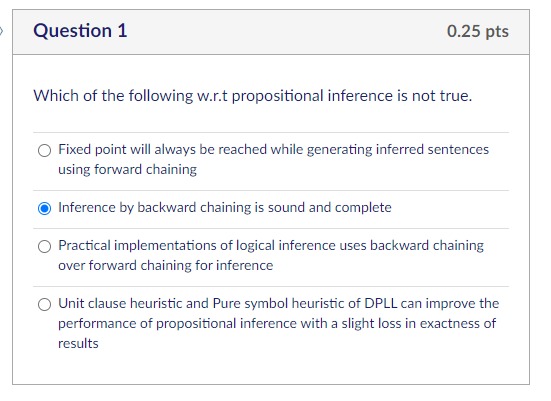 Question 1
0.25 pts
Which of the following w.r.t propositional inference is not true.
Fixed point will always be reached while generating inferred sentences
using forward chaining
Inference by backward chaining is sound and complete
Practical implementations of logical inference uses backward chaining
over forward chaining for inference
Unit clause heuristic and Pure symbol heuristic of DPLL can improve the
performance of propositional inference with a slight loss in exactness of
results